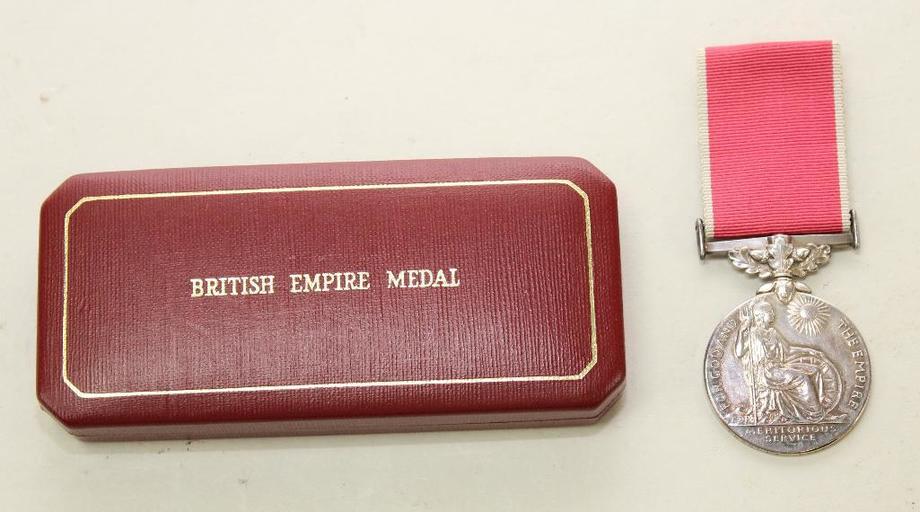 BRITISH EMPIRE MEDAL
FOR GOD AND
THE EMPIRE
MERITORIOUS
SERVICE